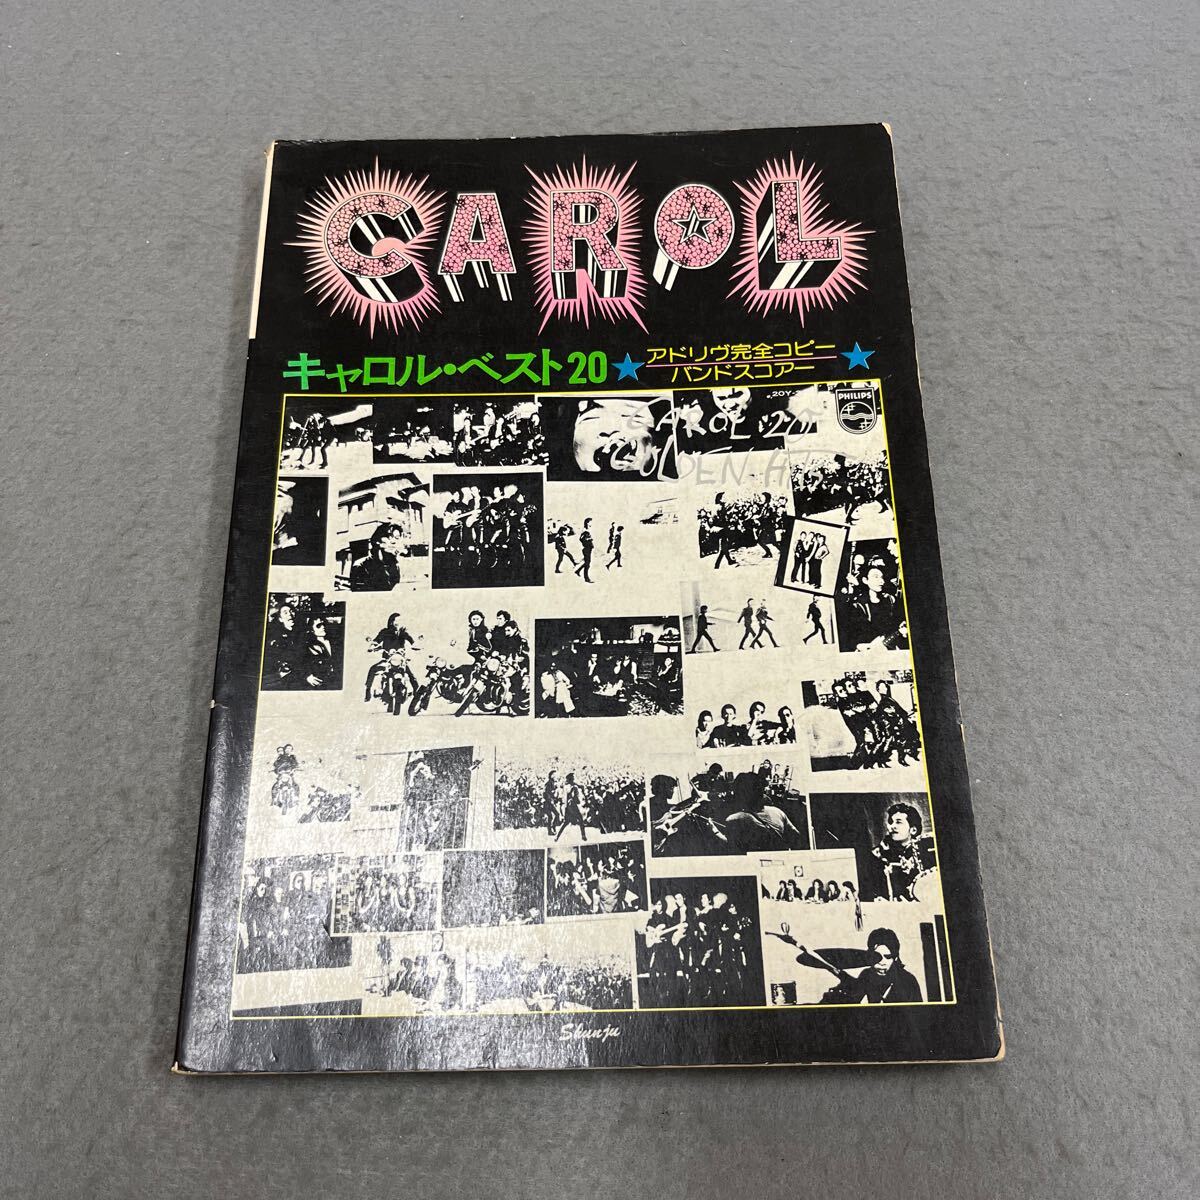 CAROL
キャロル・ベスト20★
アドリヴ完全コピー
バンドスコアー
★
20Y-
PHILIPS
CAROL 20
GOLDEN HITS
Shunju